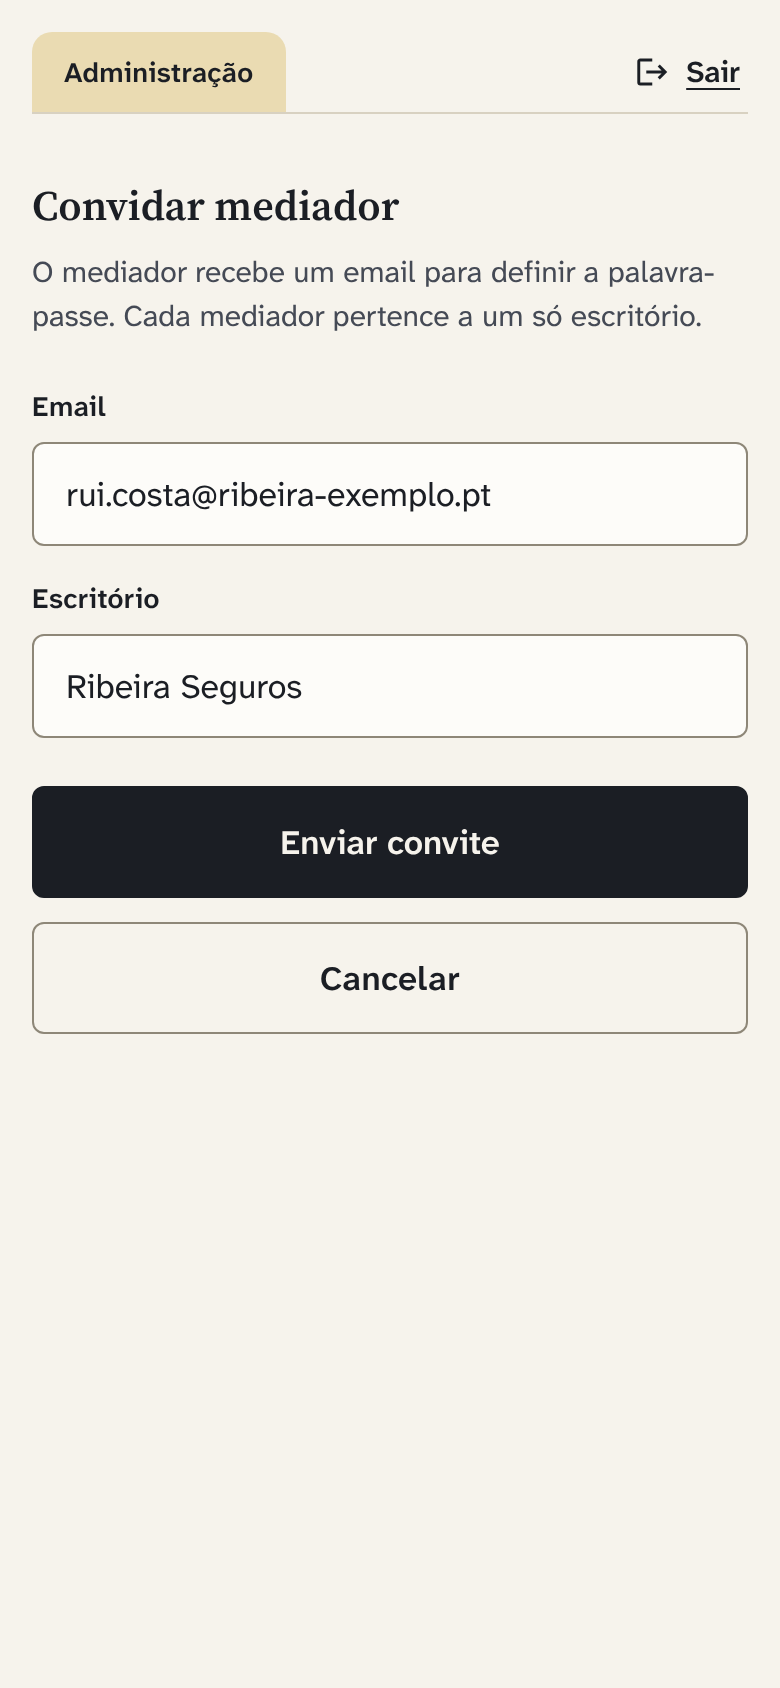 Administração
Sair
Convidar mediador
O mediador recebe um email para definir a palavra-
passe. Cada mediador pertence a um só escritório.
Email
rui.costa@ribeira-exemplo.pt
Escritório
Ribeira Seguros
Enviar convite
Cancelar